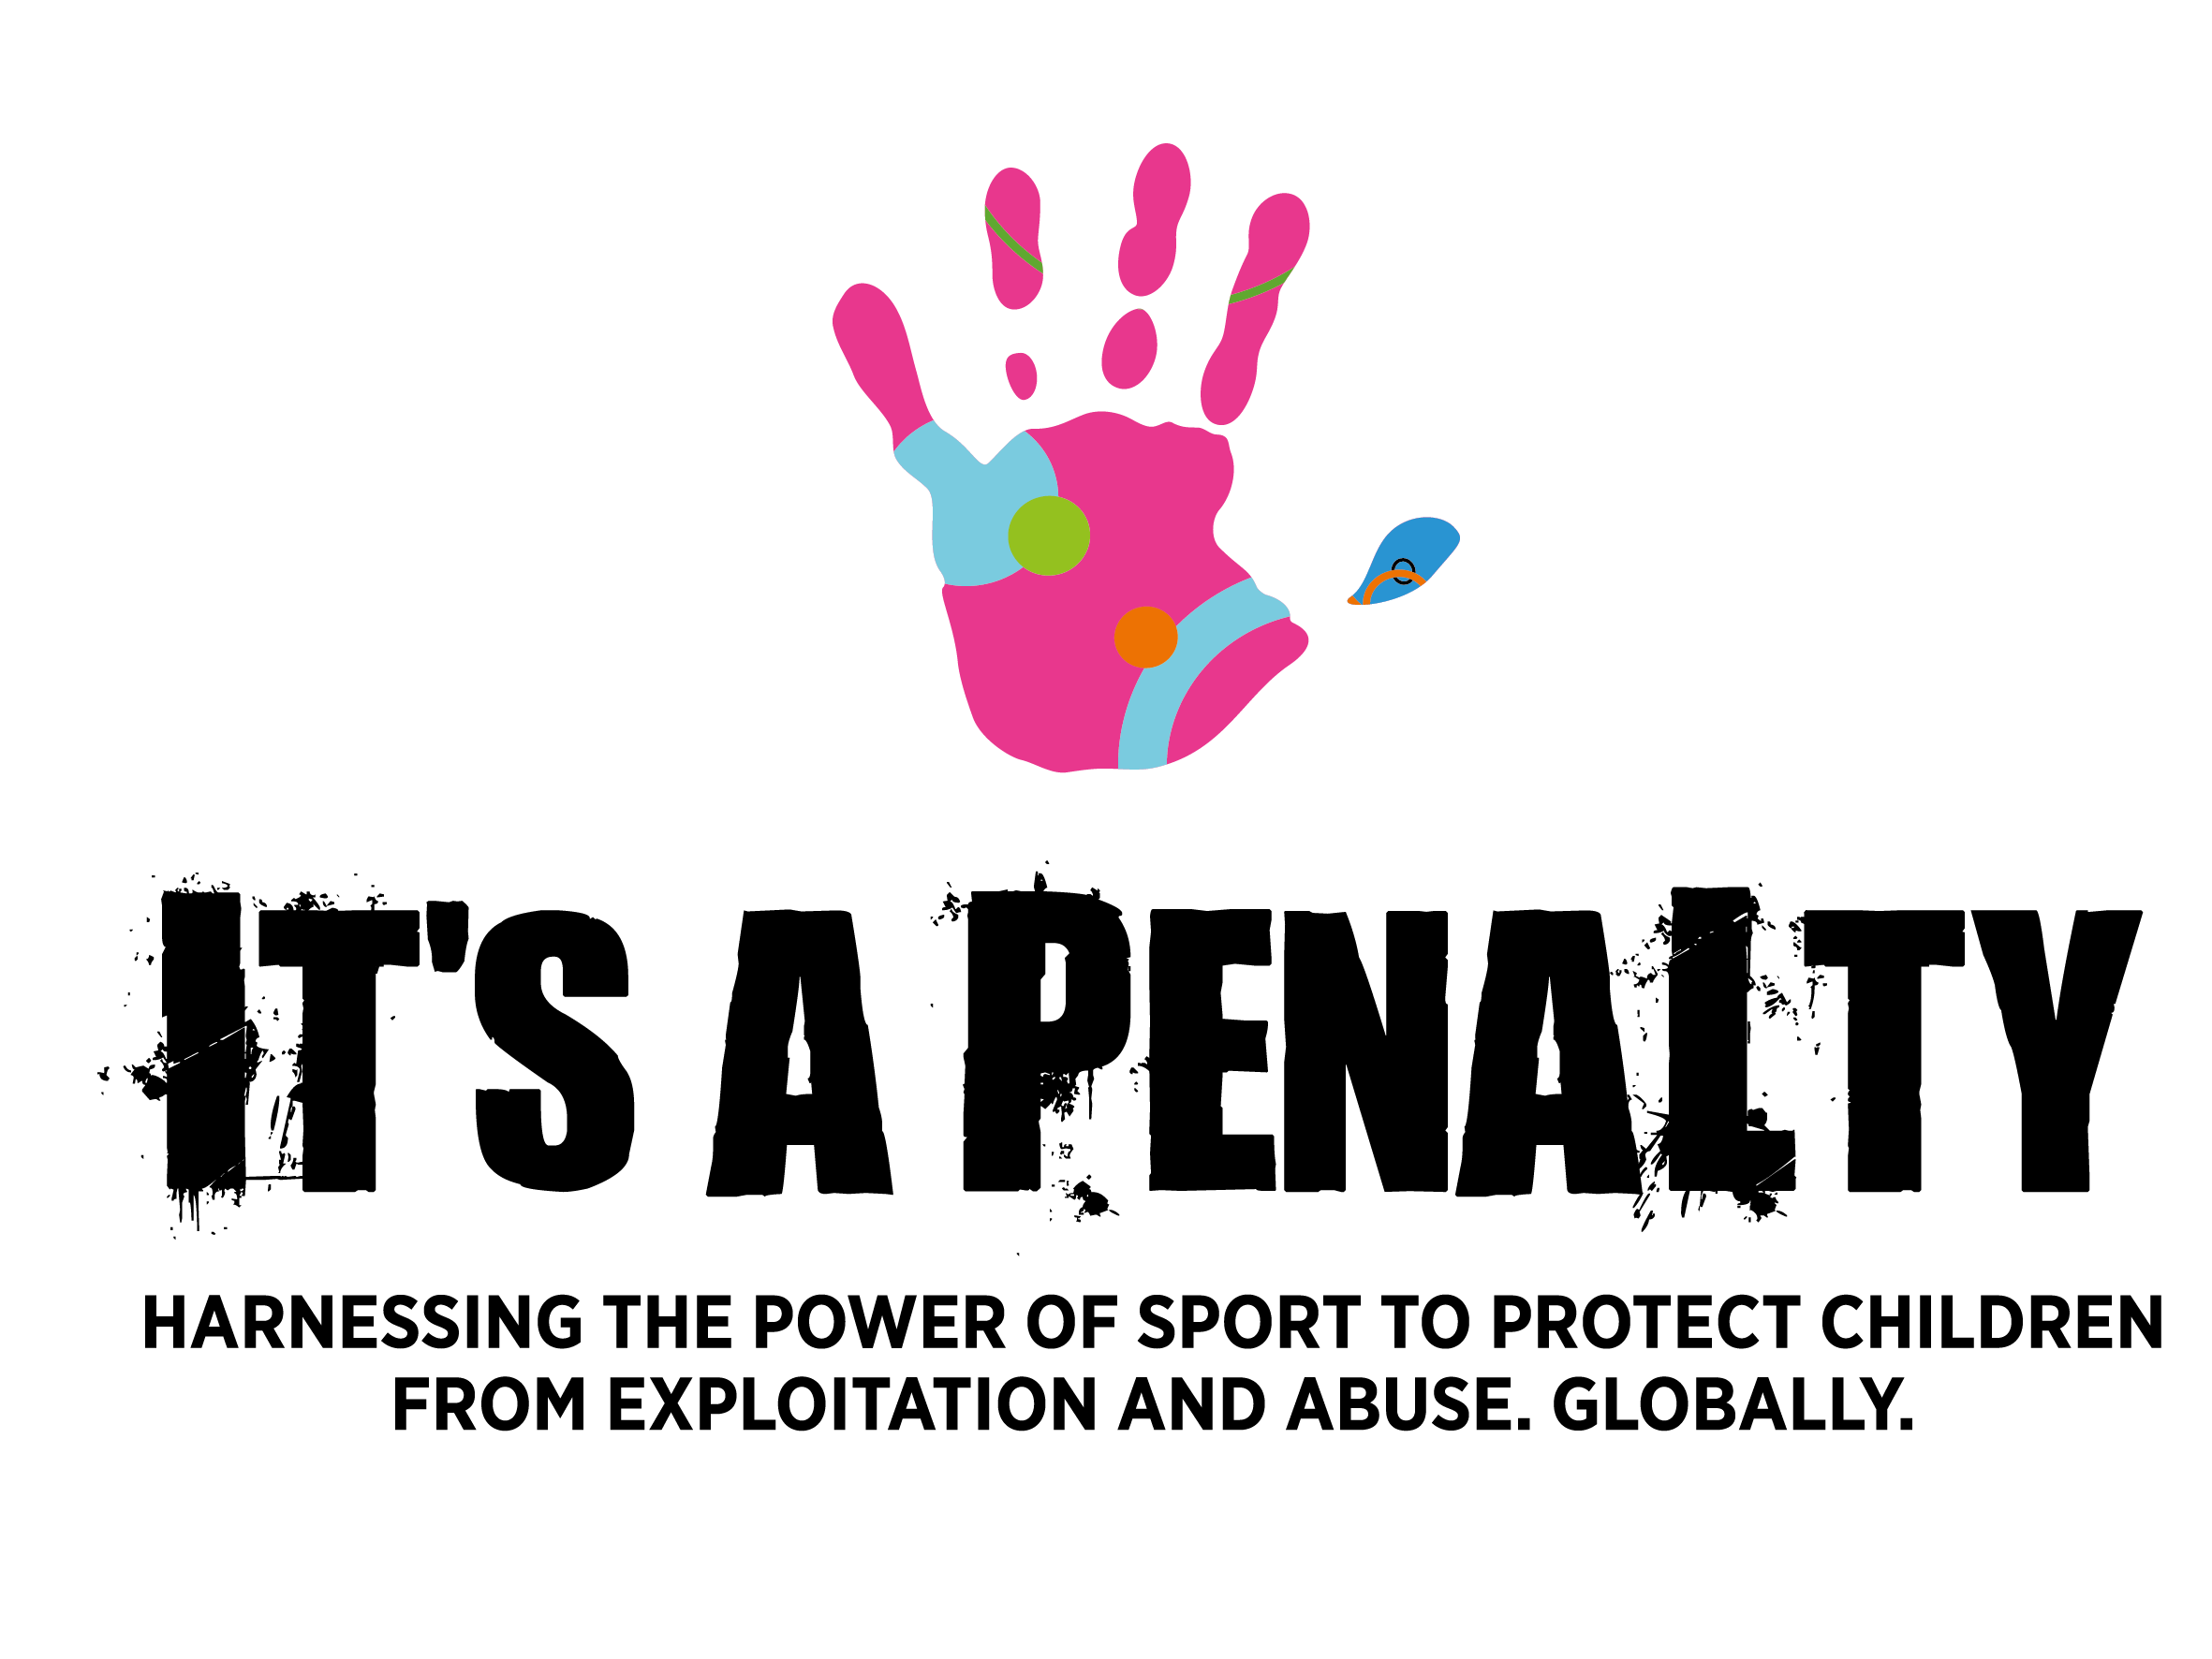 IT'S A PENALTY
HARNESSING THE POWER OF SPORT TO PROTECT CHILDREN
FROM EXPLOITATION AND ABUSE. GLOBALLY.